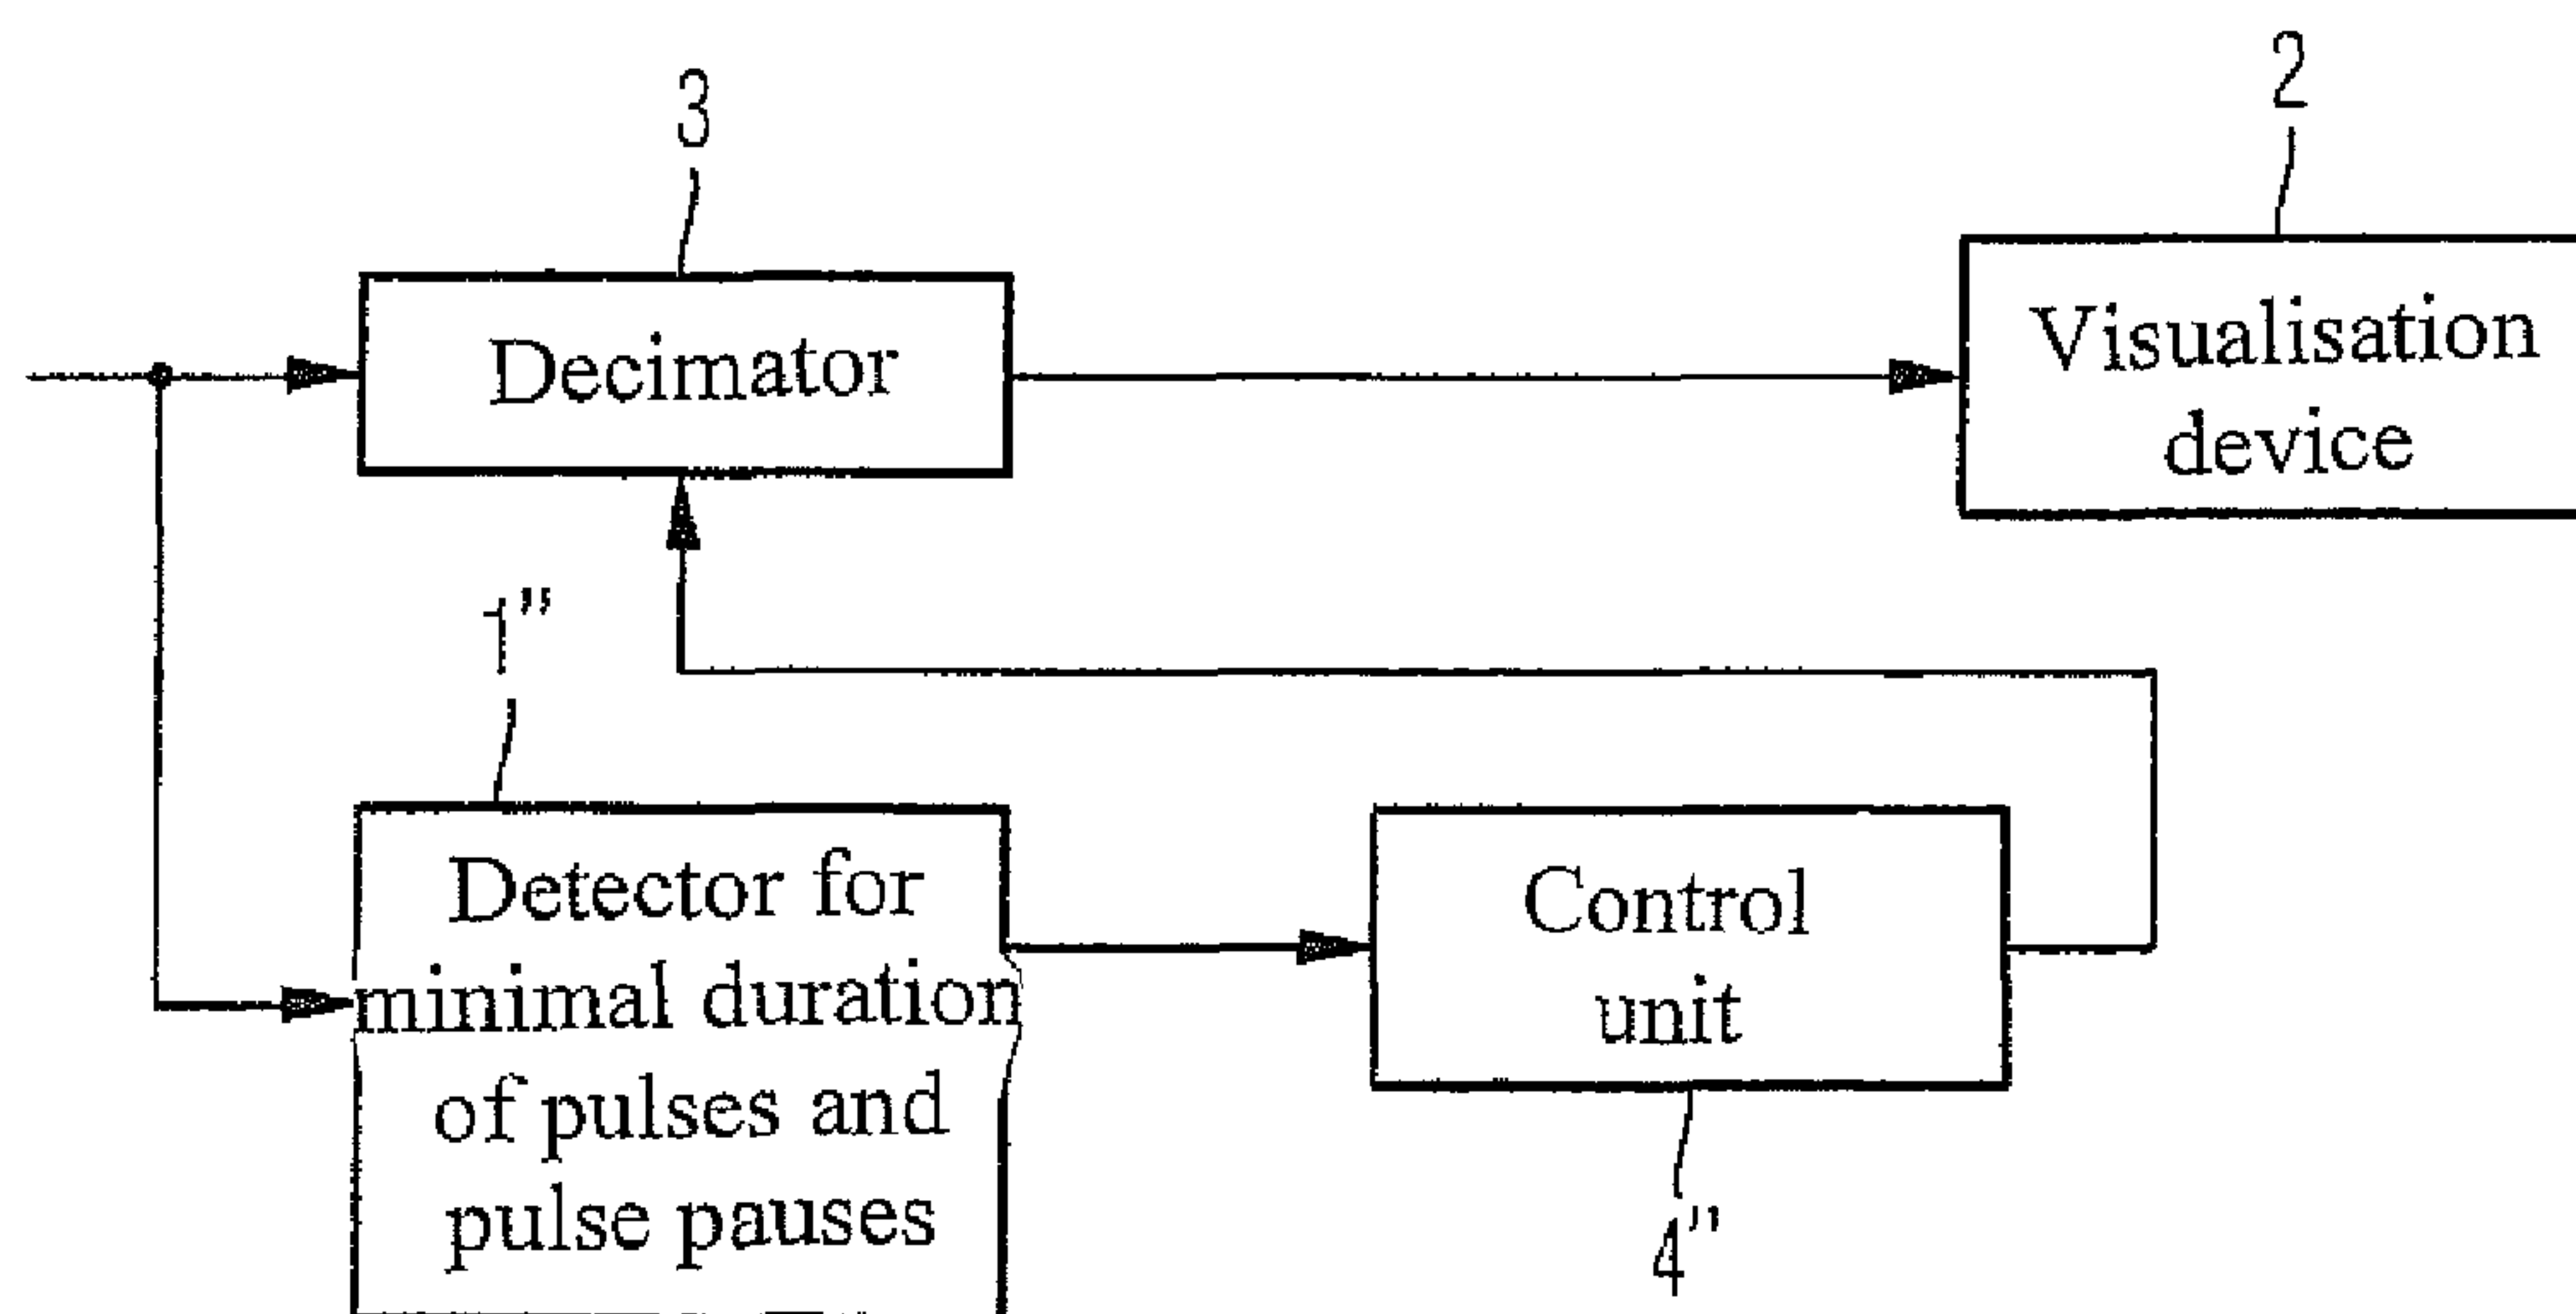 3
2
Decimator
Visualisation
device
1”
Detector for
minimal duration
of pulses and
pulse pauses
Control
unit
4”